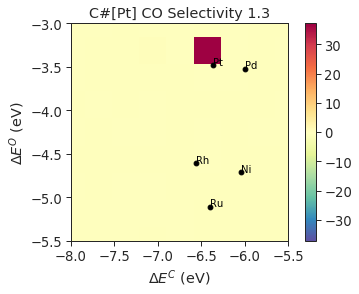 C#[Pt] CO Selectivity 1.3
−3.0
−3.5
−4.0
−4.5
−5.0
−5.5
ΔE^O (eV)
Pt
Pd
Rh
Ni
Ru
−8.0 −7.5 −7.0 −6.5 −6.0 −5.5
ΔE^C (eV)
30
20
10
0
−10
−20
−30